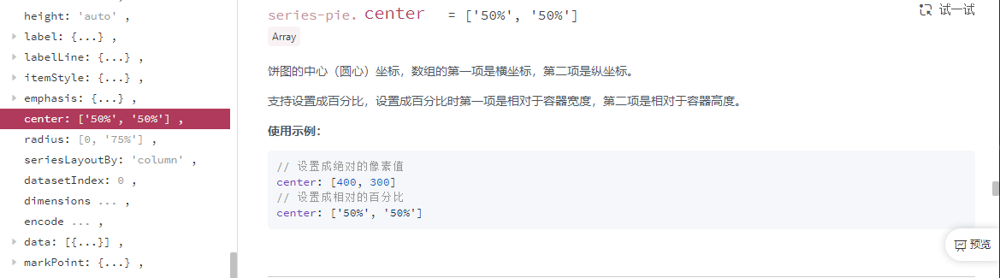 height: 'auto' ,
label: {...} ,
labelLine: {...} ,
itemStyle: {...} ,
emphasis: {...} ,
center: ['50%', '50%'] ,
radius: [0, '75%'] ,
seriesLayoutBy: 'column' ,
datasetIndex: 0 ,
dimensions ... ,
encode ... ,
data: [{...}] ,
markPoint: {...} ,
series-pie. center = ['50%', '50%']
试一试
Array
饼图的中心（圆心）坐标，数组的第一项是横坐标，第二项是纵坐标。
支持设置成百分比，设置成百分比时第一项是相对于容器宽度，第二项是相对于容器高度。
使用示例：
// 设置成绝对的像素值
center: [400, 300]
// 设置成相对的百分比
center: ['50%', '50%']
预览